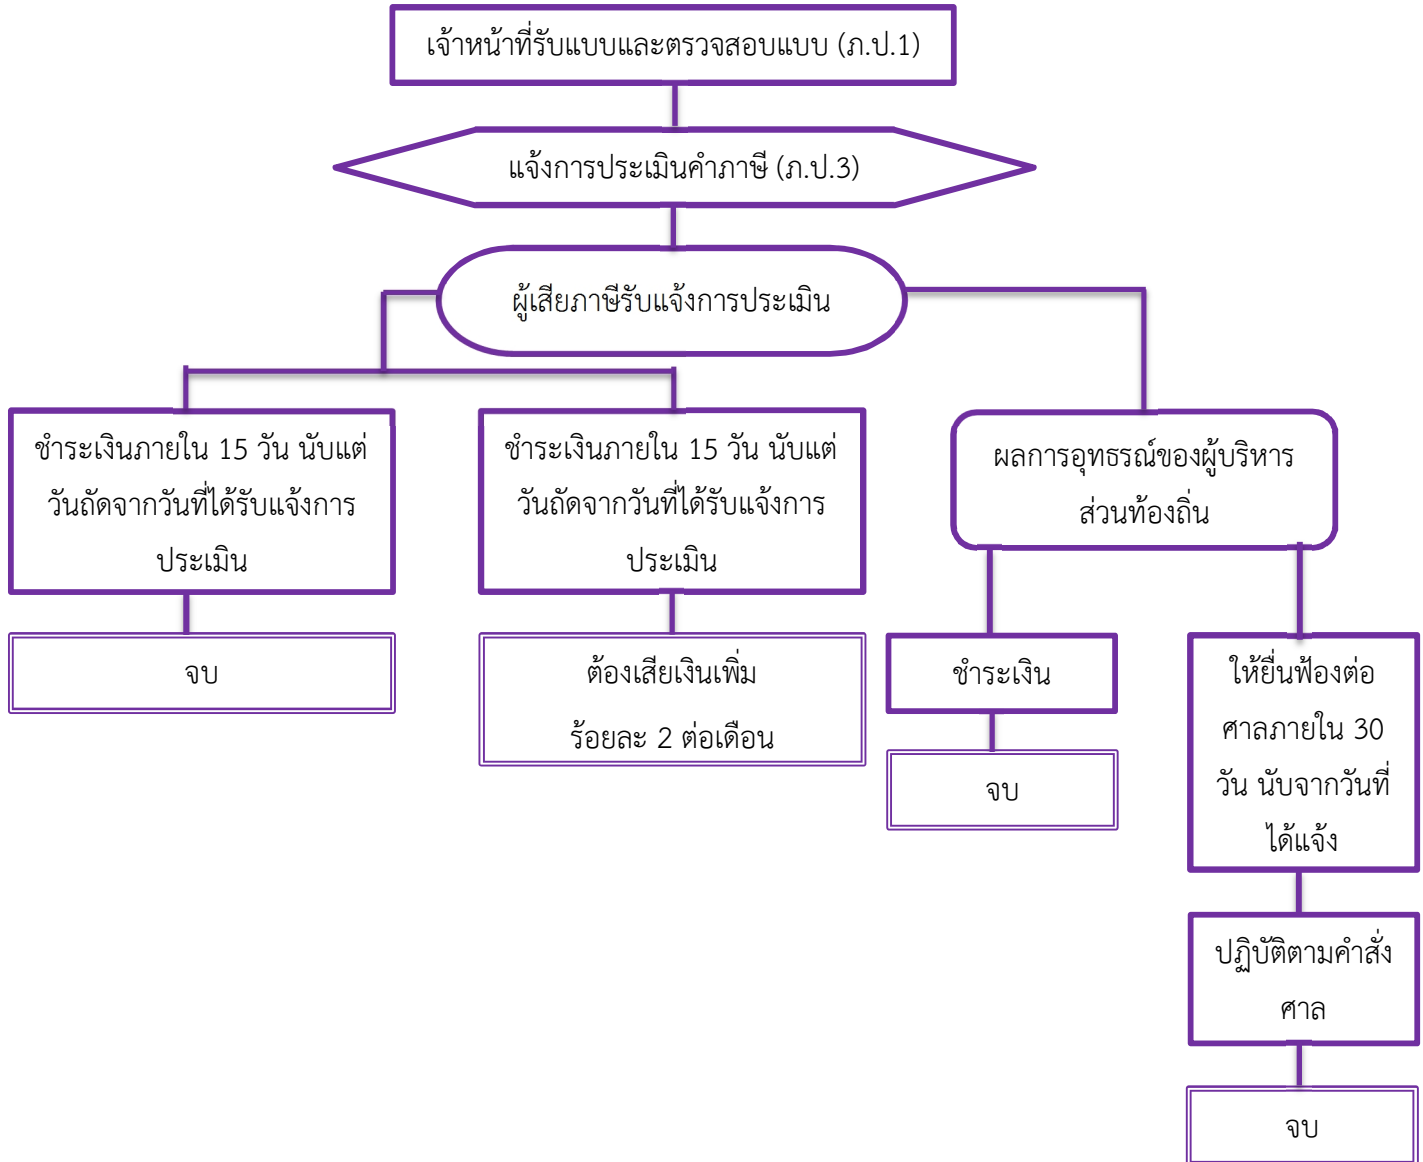 เจ้าหน้าที่รับแบบและตรวจสอบแบบ (ภ.ป.1)
แจ้งการประเมินคำภาษี (ภ.ป.3)
ผู้เสียภาษีรับแจ้งการประเมิน
ชำระเงินภายใน 15 วัน นับแต่
วันถัดจากวันที่ได้รับแจ้งการ
ประเมิน
ชำระเงินภายใน 15 วัน นับแต่
วันถัดจากวันที่ได้รับแจ้งการ
ประเมิน
ผลการอุทธรณ์ของผู้บริหาร
ส่วนท้องถิ่น
จบ
ต้องเสียเงินเพิ่ม
ร้อยละ 2 ต่อเดือน
ชำระเงิน
จบ
ให้ยื่นฟ้องต่อ
ศาลภายใน 30
วัน นับจากวันที่
ได้แจ้ง
ปฏิบัติตามคำสั่ง
ศาล
จบ